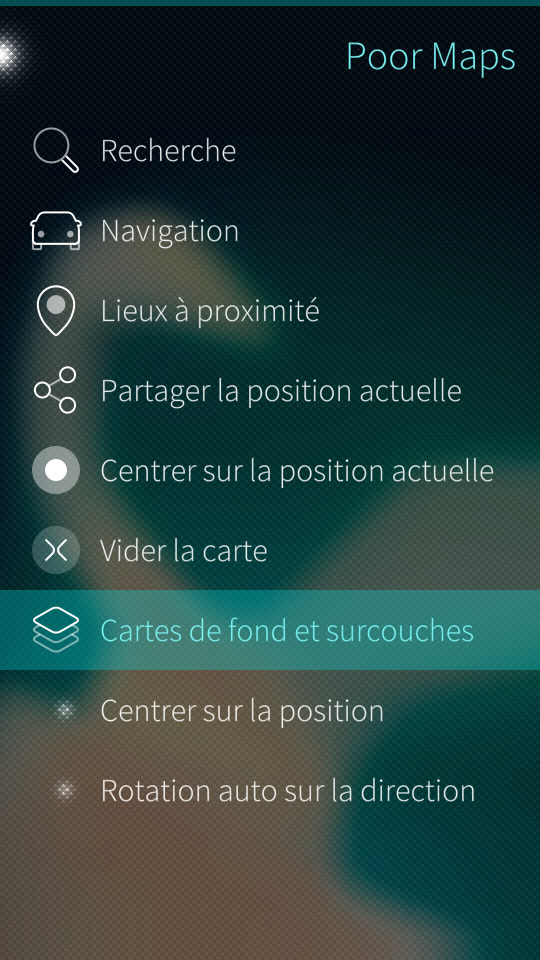 Poor Maps
Recherche
Navigation
Lieux à proximité
Partager la position actuelle
Centrer sur la position actuelle
Vider la carte
Cartes de fond et surcouches
Centrer sur la position
Rotation auto sur la direction